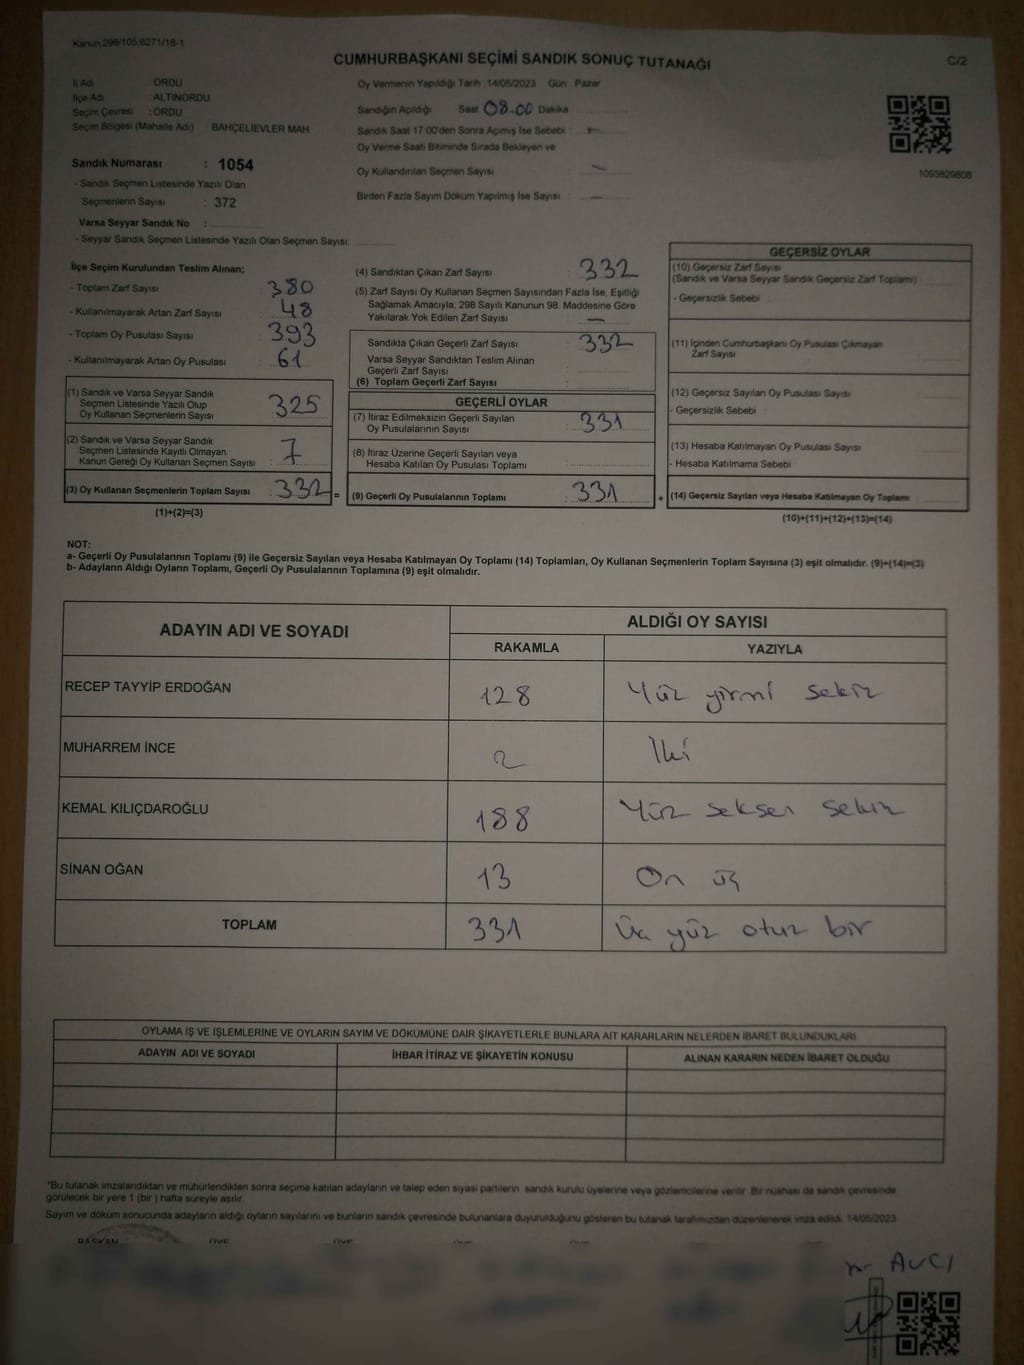 Kanun:298/105,6271/18-1
CUMHURBAŞKANI SEÇİMİ SANDIK SONUÇ TUTANAĞI
C/2
İl Adı : ORDU
İlçe Adı : ALTINORDU
Seçim Çevresi : ORDU
Seçim Bölgesi (Mahalle Adı) BAHÇELİEVLER MAH.
Sandık Numarası : 1054
- Sandık Seçmen Listesinde Yazılı Olan
Seçmenlerin Sayısı : 372
Varsa Seyyar Sandık No :
- Seyyar Sandık Seçmen Listesinde Yazılı Olan Seçmen Sayısı:
Oy Vermenin Yapıldığı Tarih :14/05/2023 Gün : Pazar
Sandığın Açıldığı Saat 08.00 Dakika
Sandık Saat 17:00'den Sonra Açılmış İse Sebebi : -
Oy Verme Saati Bitiminde Sırada Bekleyen ve
Oy Kullandırılan Seçmen Sayısı : -
Birden Fazla Sayım Döküm Yapılmış İse Sayısı : -
1093829808
İlçe Seçim Kurulundan Teslim Alınan;
- Toplam Zarf Sayısı : 380
- Kullanılmayarak Artan Zarf Sayısı : 48
- Toplam Oy Pusulası Sayısı : 393
- Kullanılmayarak Artan Oy Pusulası : 61
(1) Sandık ve Varsa Seyyar Sandık
Seçmen Listesinde Yazılı Olup
Oy Kullanan Seçmenlerin Sayısı : 325
(2) Sandık ve Varsa Seyyar Sandık
Seçmen Listesinde Kayıtlı Olmayan
Kanun Gereği Oy Kullanan Seçmen Sayısı : 7
(3) Oy Kullanan Seçmenlerin Toplam Sayısı : 332 =
(1)+(2)=(3)
(4) Sandıktan Çıkan Zarf Sayısı : 332
(5) Zarf Sayısı Oy Kullanan Seçmen Sayısından Fazla İse, Eşitliği
Sağlamak Amacıyla, 298 Sayılı Kanunun 98. Maddesine Göre
Yakılarak Yok Edilen Zarf Sayısı : -
Sandıkta Çıkan Geçerli Zarf Sayısı : 332
Varsa Seyyar Sandıktan Teslim Alınan
Geçerli Zarf Sayısı :
(6) Toplam Geçerli Zarf Sayısı :
GEÇERLİ OYLAR
(7) İtiraz Edilmeksizin Geçerli Sayılan
Oy Pusulalarının Sayısı : 331
(8) İtiraz Üzerine Geçerli Sayılan veya
Hesaba Katılan Oy Pusulası Toplamı :
(9) Geçerli Oy Pusulalarının Toplamı : 331 +
GEÇERSİZ OYLAR
(10) Geçersiz Zarf Sayısı
(Sandık ve Varsa Seyyar Sandık Geçersiz Zarf Toplamı) :
- Geçersizlik Sebebi :
(11) İçinden Cumhurbaşkanı Oy Pusulası Çıkmayan
Zarf Sayısı :
(12) Geçersiz Sayılan Oy Pusulası Sayısı :
- Geçersizlik Sebebi :
(13) Hesaba Katılmayan Oy Pusulası Sayısı :
- Hesaba Katılmama Sebebi
(14) Geçersiz Sayılan veya Hesaba Katılmayan Oy Toplamı :
(10)+(11)+(12)+(13)=(14)
NOT:
a- Geçerli Oy Pusulalarının Toplamı (9) ile Geçersiz Sayılan veya Hesaba Katılmayan Oy Toplamı (14) Toplamları, Oy Kullanan Seçmenlerin Toplam Sayısına (3) eşit olmalıdır. (9)+(14)=(3)
b- Adayların Aldığı Oyların Toplamı, Geçerli Oy Pusulalarının Toplamına (9) eşit olmalıdır.
ADAYIN ADI VE SOYADI
ALDIĞI OY SAYISI
RAKAMLA YAZIYLA
RECEP TAYYİP ERDOĞAN 128 Yüz yirmi sekiz
MUHARREM İNCE 2 İki
KEMAL KILIÇDAROĞLU 188 Yüz seksen sekiz
SİNAN OĞAN 13 On üç
TOPLAM 331 Üç yüz otuz bir
OYLAMA İŞ VE İŞLEMLERİNE VE OYLARIN SAYIM VE DÖKÜMÜNE DAİR ŞİKAYETLERLE BUNLARA AİT KARARLARIN NELERDEN İBARET BULUNDUKLARI
ADAYIN ADI VE SOYADI İHBAR İTİRAZ VE ŞİKAYETİN KONUSU ALINAN KARARIN NEDEN İBARET OLDUĞU
*Bu tutanak imzalandıktan ve mühürlendikten sonra seçime katılan adayların ve talep eden siyasi partilerin sandık kurulu üyelerine veya gözlemcilerine verilir. Bir nüshası da sandık çevresinde
görülecek bir yere 1 (bir ) hafta süreyle asılır.
Sayım ve döküm sonucunda adayların aldığı oyların sayılarını ve bunların sandık çevresinde bulunanlara duyurulduğunu gösteren bu tutanak tarafımızdan düzenlenerek imza edildi. 14/05/2023
BAŞKAN ÜYE ÜYE ÜYE ÜYE ÜYE
AVCI